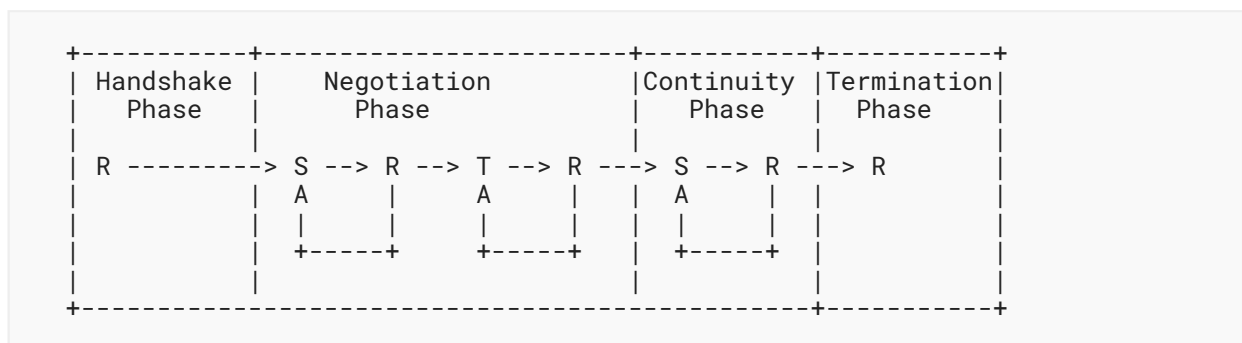 +-----------+------------------------+-----------+-----------+
| Handshake |    Negotiation         |Continuity |Termination|
|   Phase   |      Phase             |   Phase   |  Phase    |
|           |                        |           |           |
| R ---------> S --> R --> T --> R ---> S --> R ---> R       |
|           |  A     |     A     |   |  A     |  |           |
|           |  |     |     |     |   |  |     |  |           |
|           |  +-----+     +-----+   |  +-----+  |           |
|           |                        |           |           |
+------------------------------------------------+-----------+